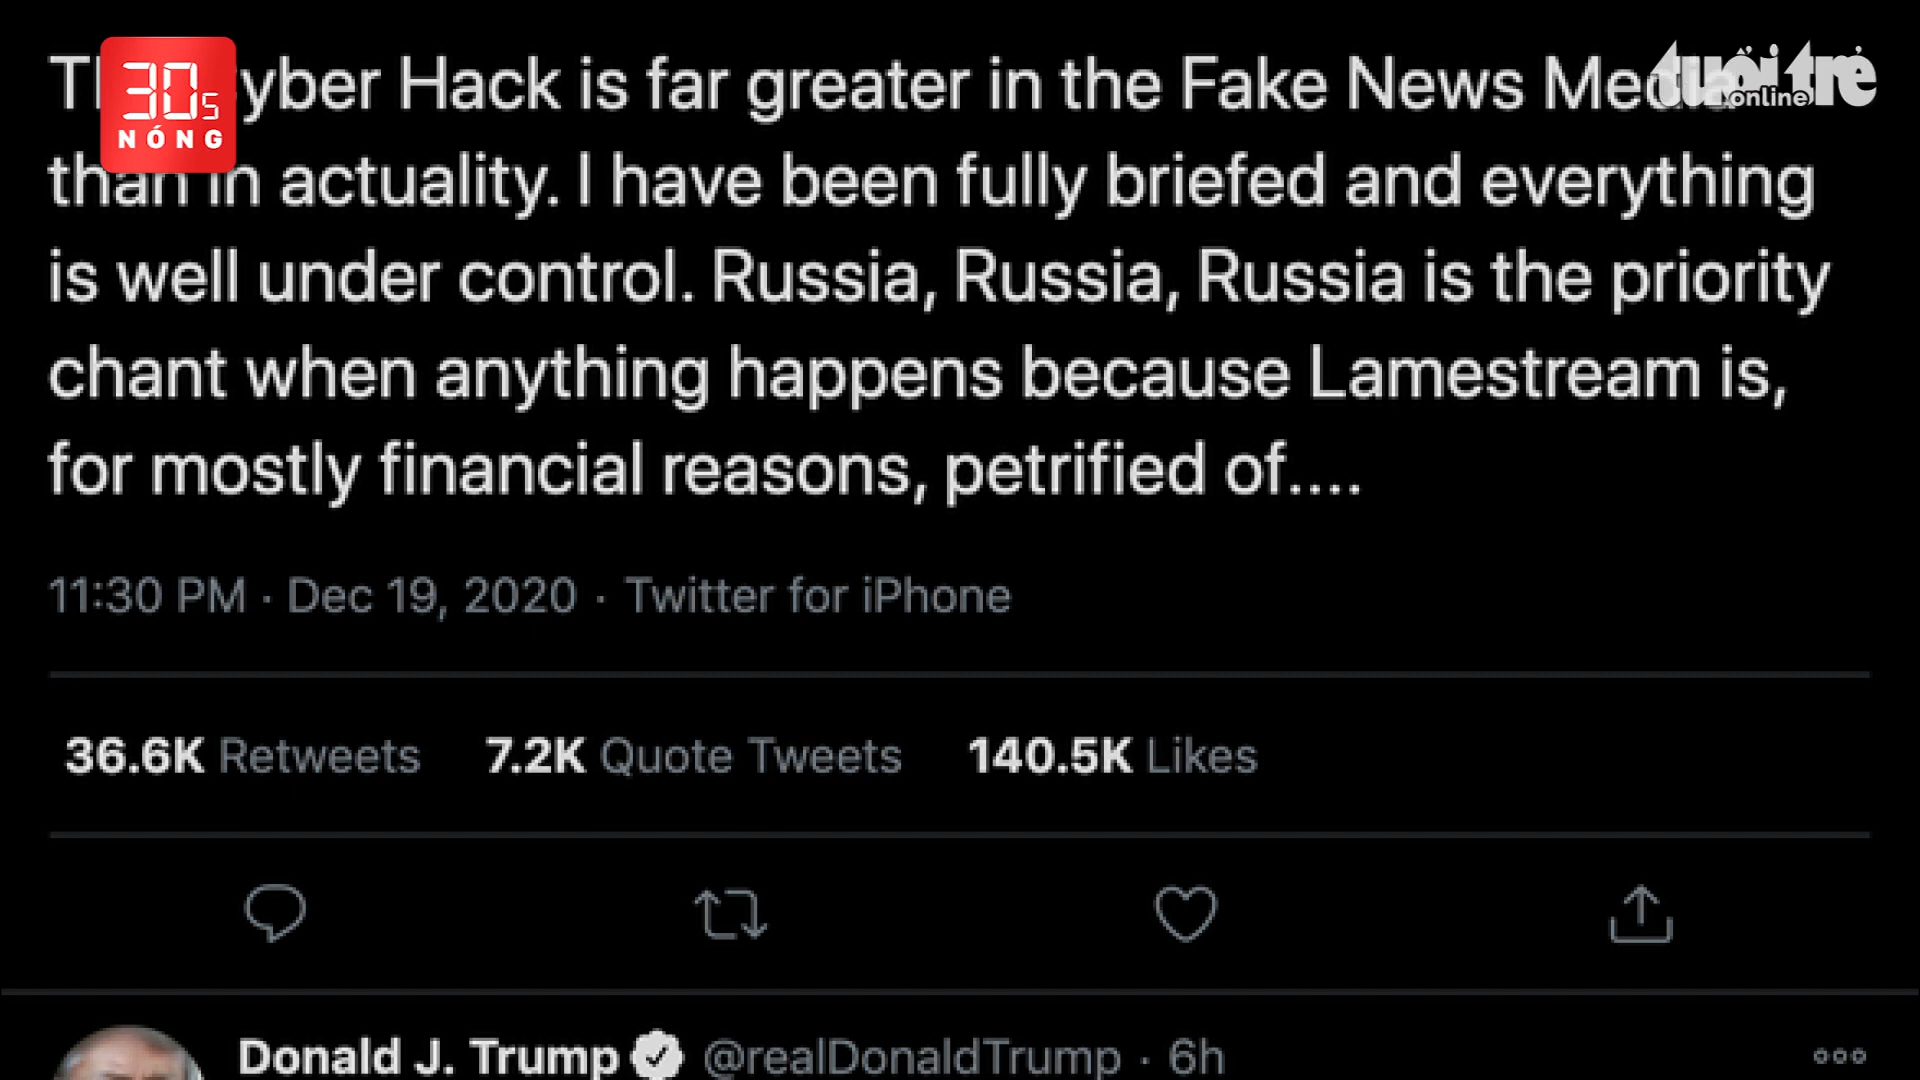 30s
NÓNG
tuổi trẻ
online
yber Hack is far greater in the Fake News Media
than in actuality. I have been fully briefed and everything
is well under control. Russia, Russia, Russia is the priority
chant when anything happens because Lamestream is,
for mostly financial reasons, petrified of....
11:30 PM · Dec 19, 2020 · Twitter for iPhone
36.6K Retweets 7.2K Quote Tweets 140.5K Likes
Donald J. Trump @realDonaldTrump · 6h